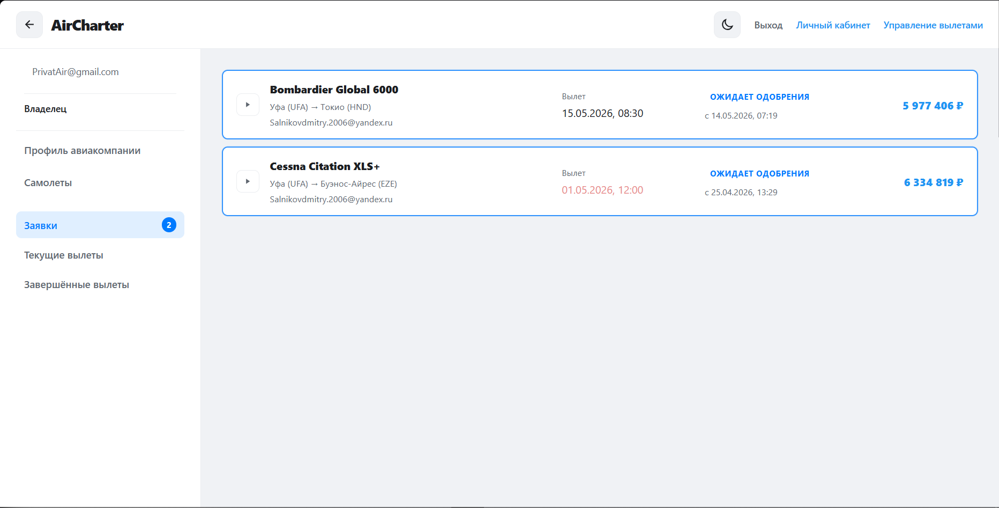 AirCharter
Выход
Личный кабинет
Управление вылетами
PrivatAir@gmail.com
Владелец
Профиль авиакомпании
Самолеты
Заявки 2
Текущие вылеты
Завершённые вылеты
Bombardier Global 6000
Уфа (UFA) → Токио (HND)
Salnikovdmitry.2006@yandex.ru
Вылет
15.05.2026, 08:30
ОЖИДАЕТ ОДОБРЕНИЯ
с 14.05.2026, 07:19
5 977 406 ₽
Cessna Citation XLS+
Уфа (UFA) → Буэнос-Айрес (EZE)
Salnikovdmitry.2006@yandex.ru
Вылет
01.05.2026, 12:00
ОЖИДАЕТ ОДОБРЕНИЯ
с 25.04.2026, 13:29
6 334 819 ₽